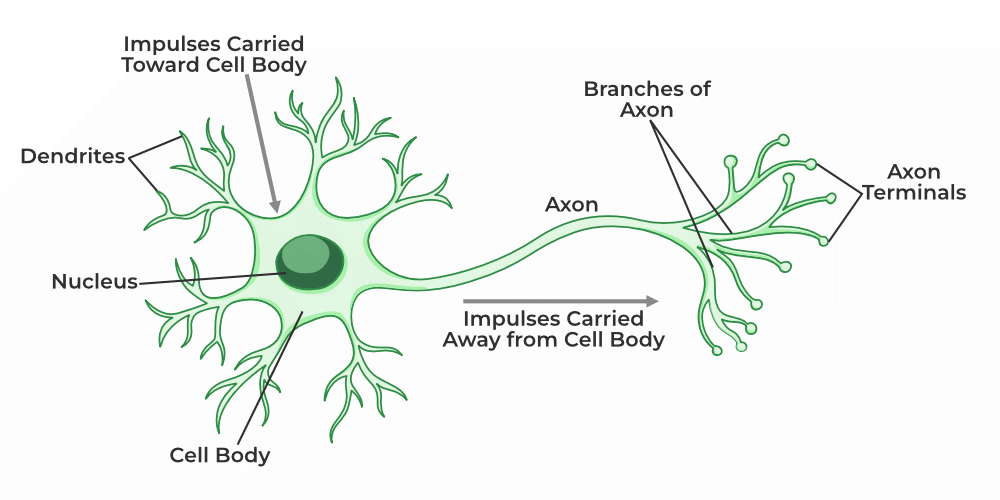 Impulses Carried
Toward Cell Body
Branches of
Axon
Dendrites
Axon
Terminals
Axon
Nucleus
Impulses Carried
Away from Cell Body
Cell Body